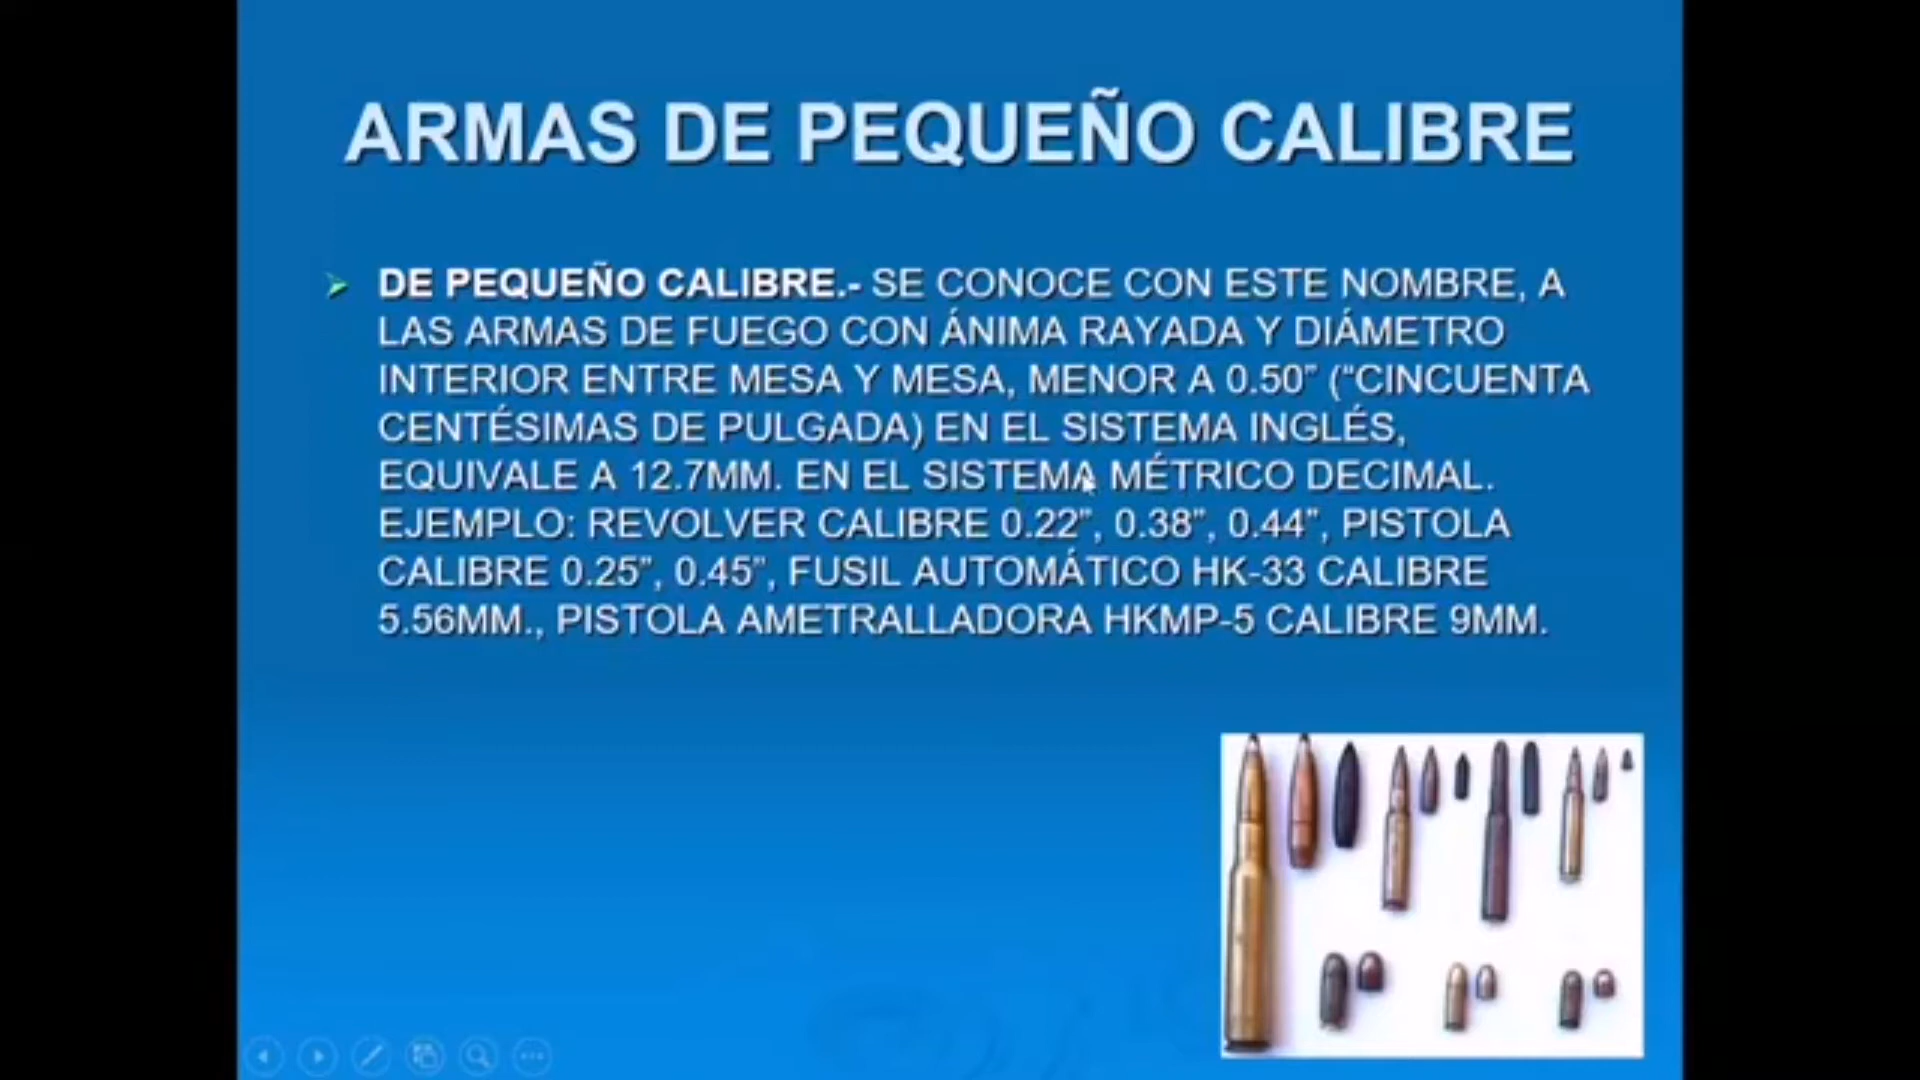 ARMAS DE PEQUEÑO CALIBRE
DE PEQUEÑO CALIBRE.- SE CONOCE CON ESTE NOMBRE, A
LAS ARMAS DE FUEGO CON ÁNIMA RAYADA Y DIÁMETRO
INTERIOR ENTRE MESA Y MESA, MENOR A 0.50” (“CINCUENTA
CENTÉSIMAS DE PULGADA) EN EL SISTEMA INGLÉS,
EQUIVALE A 12.7MM. EN EL SISTEMA MÉTRICO DECIMAL.
EJEMPLO: REVOLVER CALIBRE 0.22”, 0.38”, 0.44”, PISTOLA
CALIBRE 0.25”, 0.45”, FUSIL AUTOMÁTICO HK-33 CALIBRE
5.56MM., PISTOLA AMETRALLADORA HKMP-5 CALIBRE 9MM.